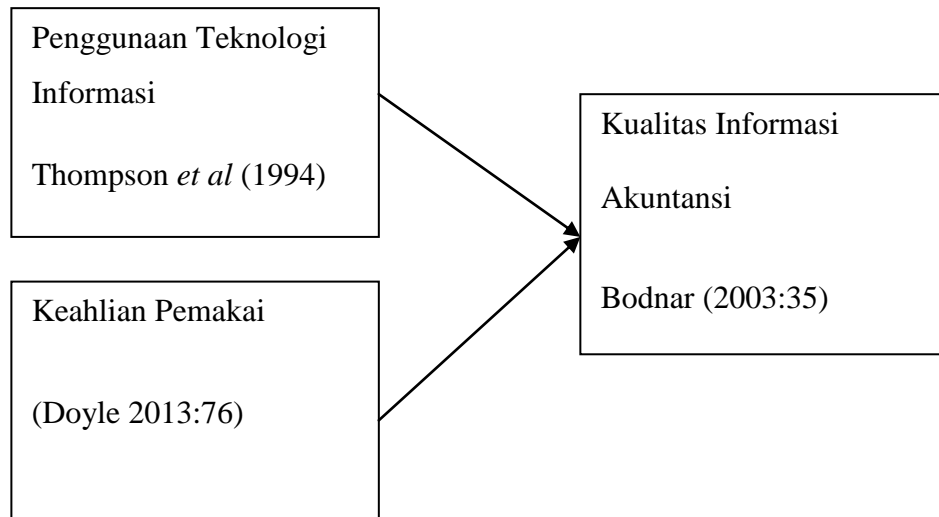 Penggunaan Teknologi
Informasi
Thompson et al (1994)
Keahlian Pemakai
(Doyle 2013:76)
Kualitas Informasi
Akuntansi
Bodnar (2003:35)